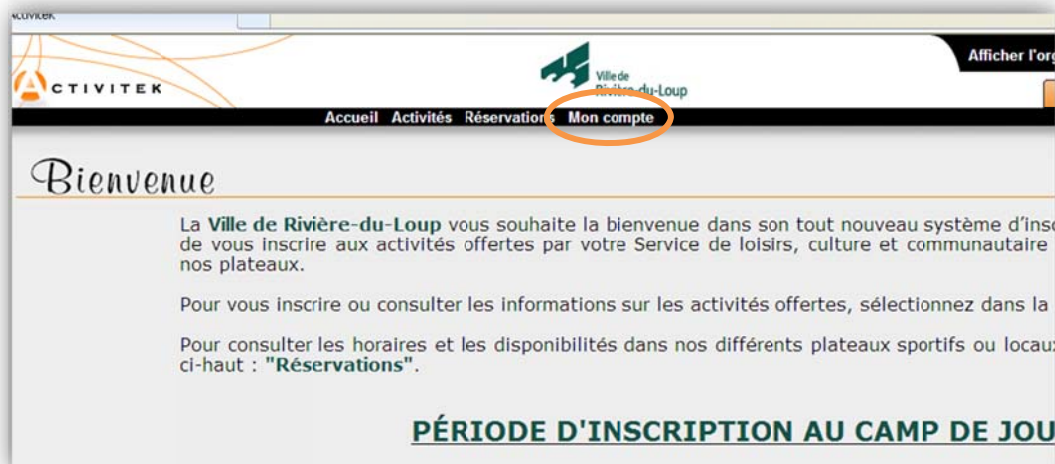 Activitek
ACTIVITEK
Ville de
Rivière-du-Loup
Afficher l'org
Accueil Activités Réservations Mon compte
Bienvenue
La Ville de Rivière-du-Loup vous souhaite la bienvenue dans son tout nouveau système d'insc
de vous inscrire aux activités offertes par votre Service de loisirs, culture et communautaire
nos plateaux.
Pour vous inscrire ou consulter les informations sur les activités offertes, sélectionnez dans la
Pour consulter les horaires et les disponibilités dans nos différents plateaux sportifs ou locaux
ci-haut : "Réservations".
PÉRIODE D'INSCRIPTION AU CAMP DE JOU